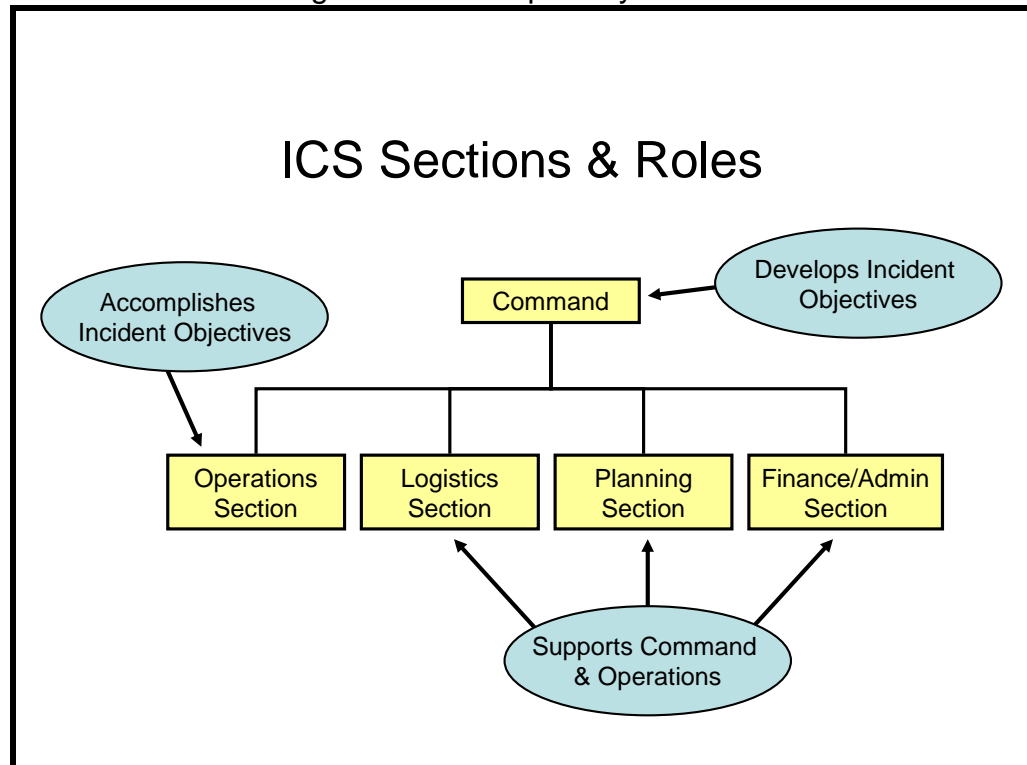 ICS Sections & Roles
Develops Incident
Objectives
Accomplishes
Incident Objectives
Command
Operations
Section
Logistics
Section
Planning
Section
Finance/Admin
Section
Supports Command
& Operations